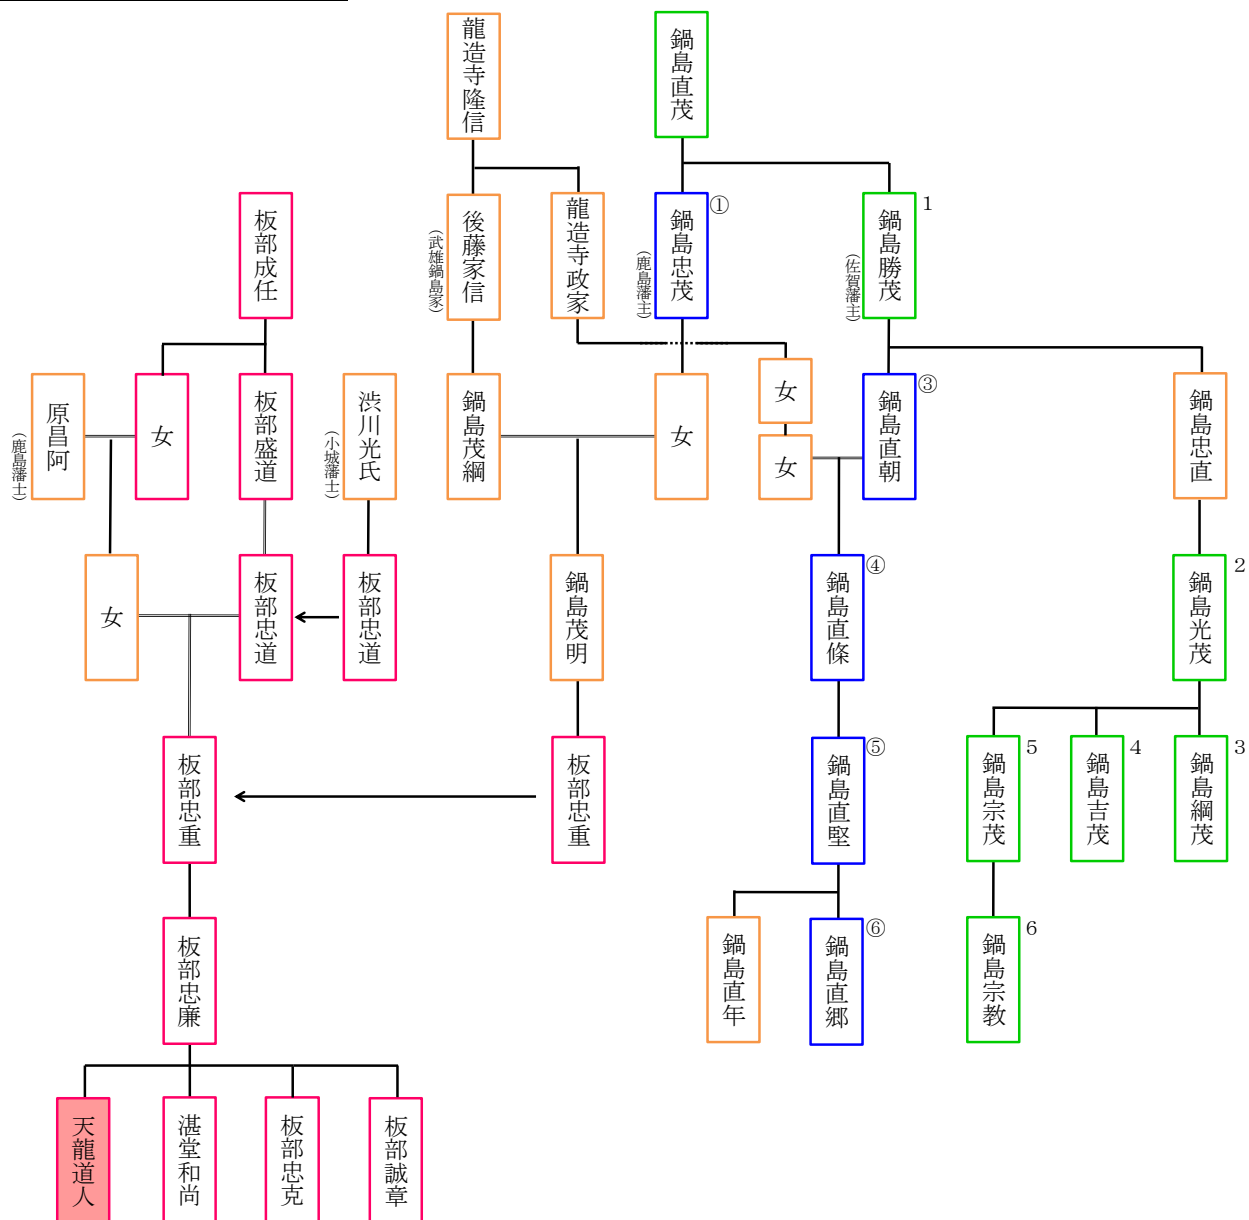 龍造寺隆信
鍋島直茂
板部成任
後藤家信
(武雄鍋島家)
龍造寺政家
①
鍋島忠茂
(鹿島藩主)
1
鍋島勝茂
(佐賀藩主)
原昌阿
(鹿島藩士)
女
板部盛道
渋川光氏
(小城藩士)
鍋島茂綱
女
女
女
③
鍋島直朝
鍋島忠直
女
板部忠道
板部忠道
鍋島茂明
④
鍋島直條
2
鍋島光茂
板部忠重
板部忠重
⑤
鍋島直堅
5
鍋島宗茂
4
鍋島吉茂
3
鍋島綱茂
板部忠廉
鍋島直年
⑥
鍋島直郷
6
鍋島宗教
天龍道人
湛堂和尚
板部忠克
板部誠章